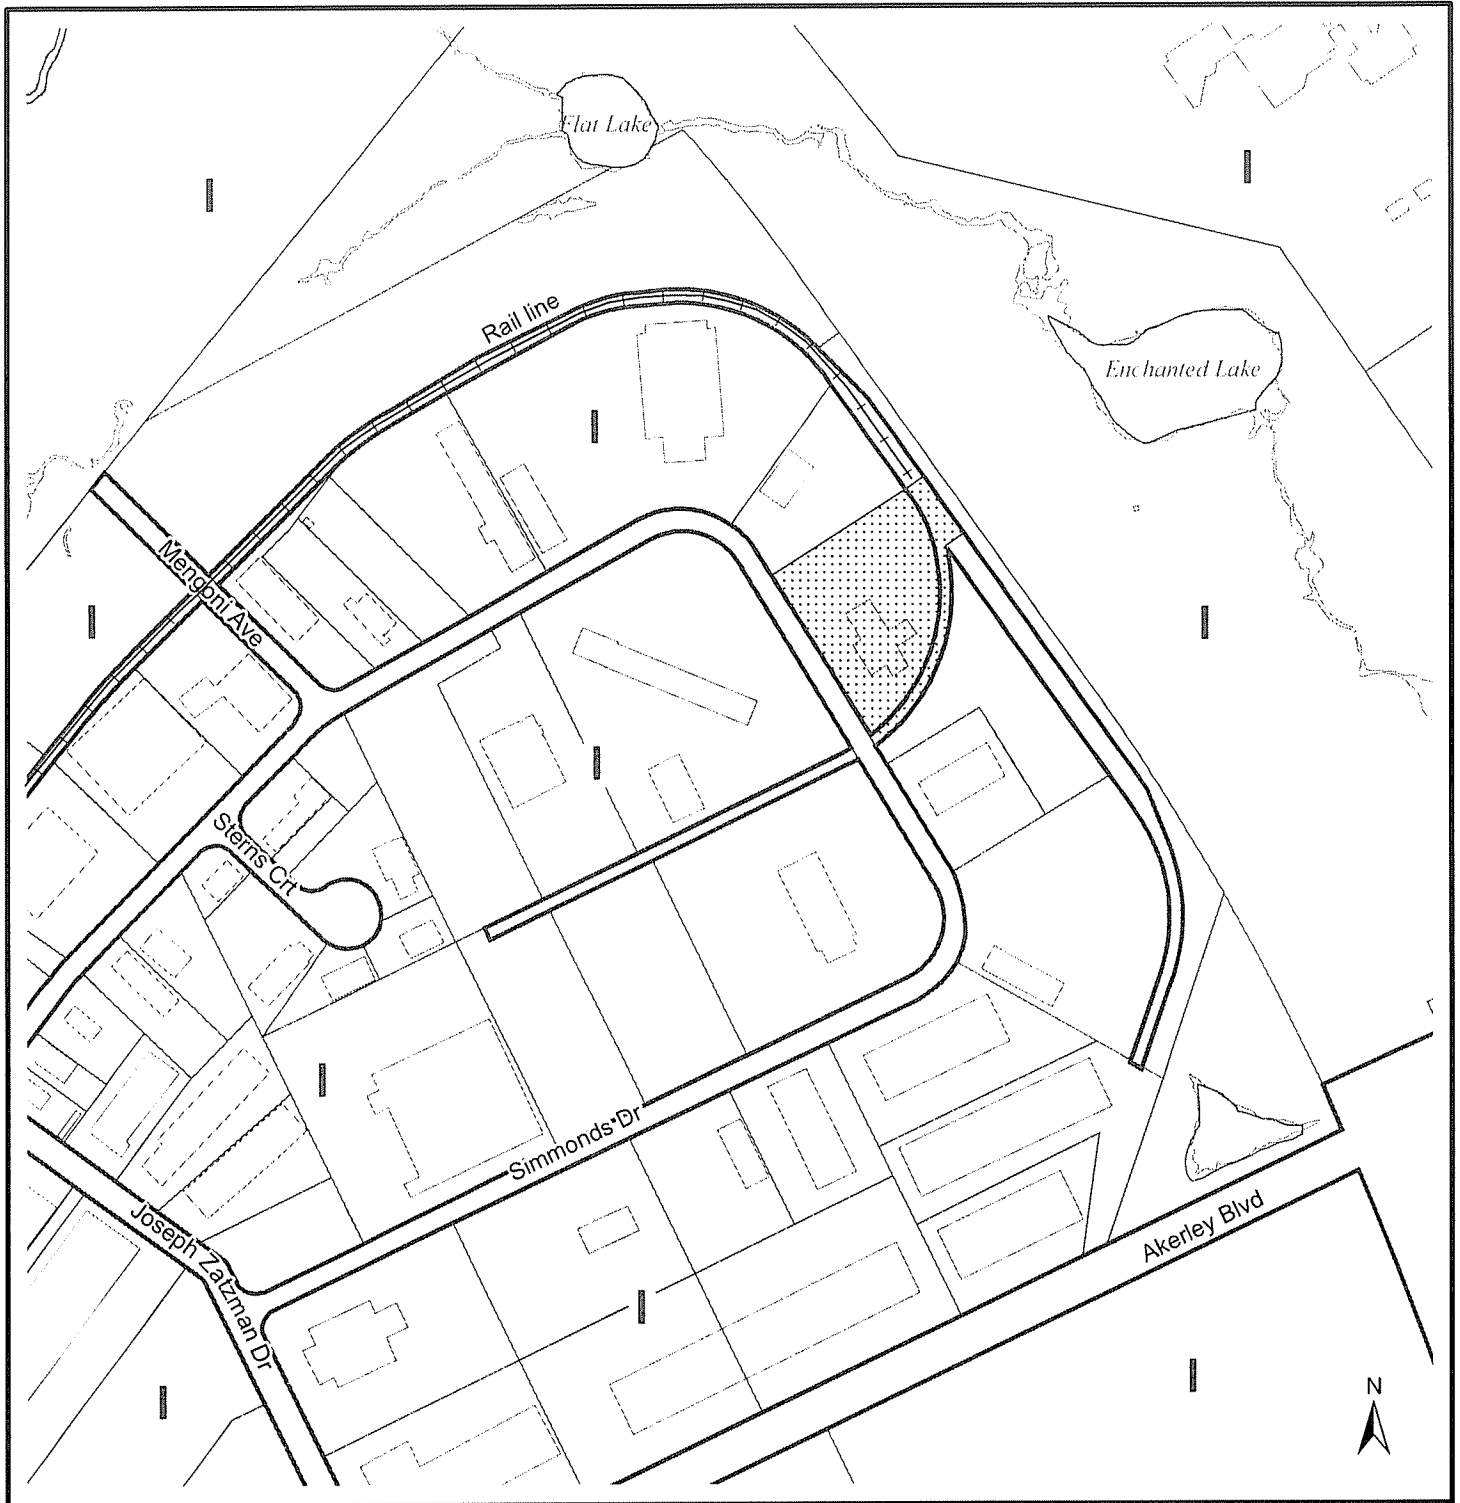 Flat Lake
I
I
Rail line
Enchanted Lake
I
Mengoni Ave
I
I
I
Sterns Crt
I
Simmonds Dr
Joseph Zatzman Dr
Akerley Blvd
I
I
I
N